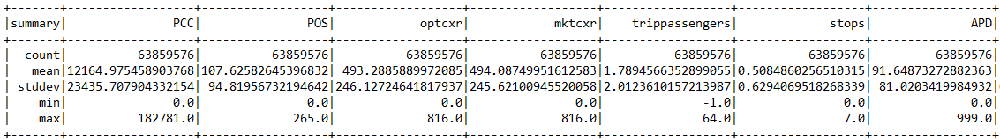 +-------+------------------+-----------------+------------------+------------------+------------------+------------------+-----------------+
|summary| PCC| POS| optcxr| mktcxr| trippassengers| stops| APD|
+-------+------------------+-----------------+------------------+------------------+------------------+------------------+-----------------+
| count| 63859576| 63859576| 63859576| 63859576| 63859576| 63859576| 63859576|
| mean|12164.975458903768|107.62582645396832| 493.2885889972085|494.08749951612583|1.7894566352899055|0.5084860256510315|91.64873272882363|
| stddev|23435.707904332154| 94.81956732194642|246.12724641817937|245.62100945520058|2.0123610157213987|0.6294069518268339| 81.0203419984932|
| min| 0.0| 0.0| 0.0| 0.0| -1.0| 0.0| 0.0|
| max| 182781.0| 265.0| 816.0| 816.0| 64.0| 7.0| 999.0|
+-------+------------------+-----------------+------------------+------------------+------------------+------------------+-----------------+